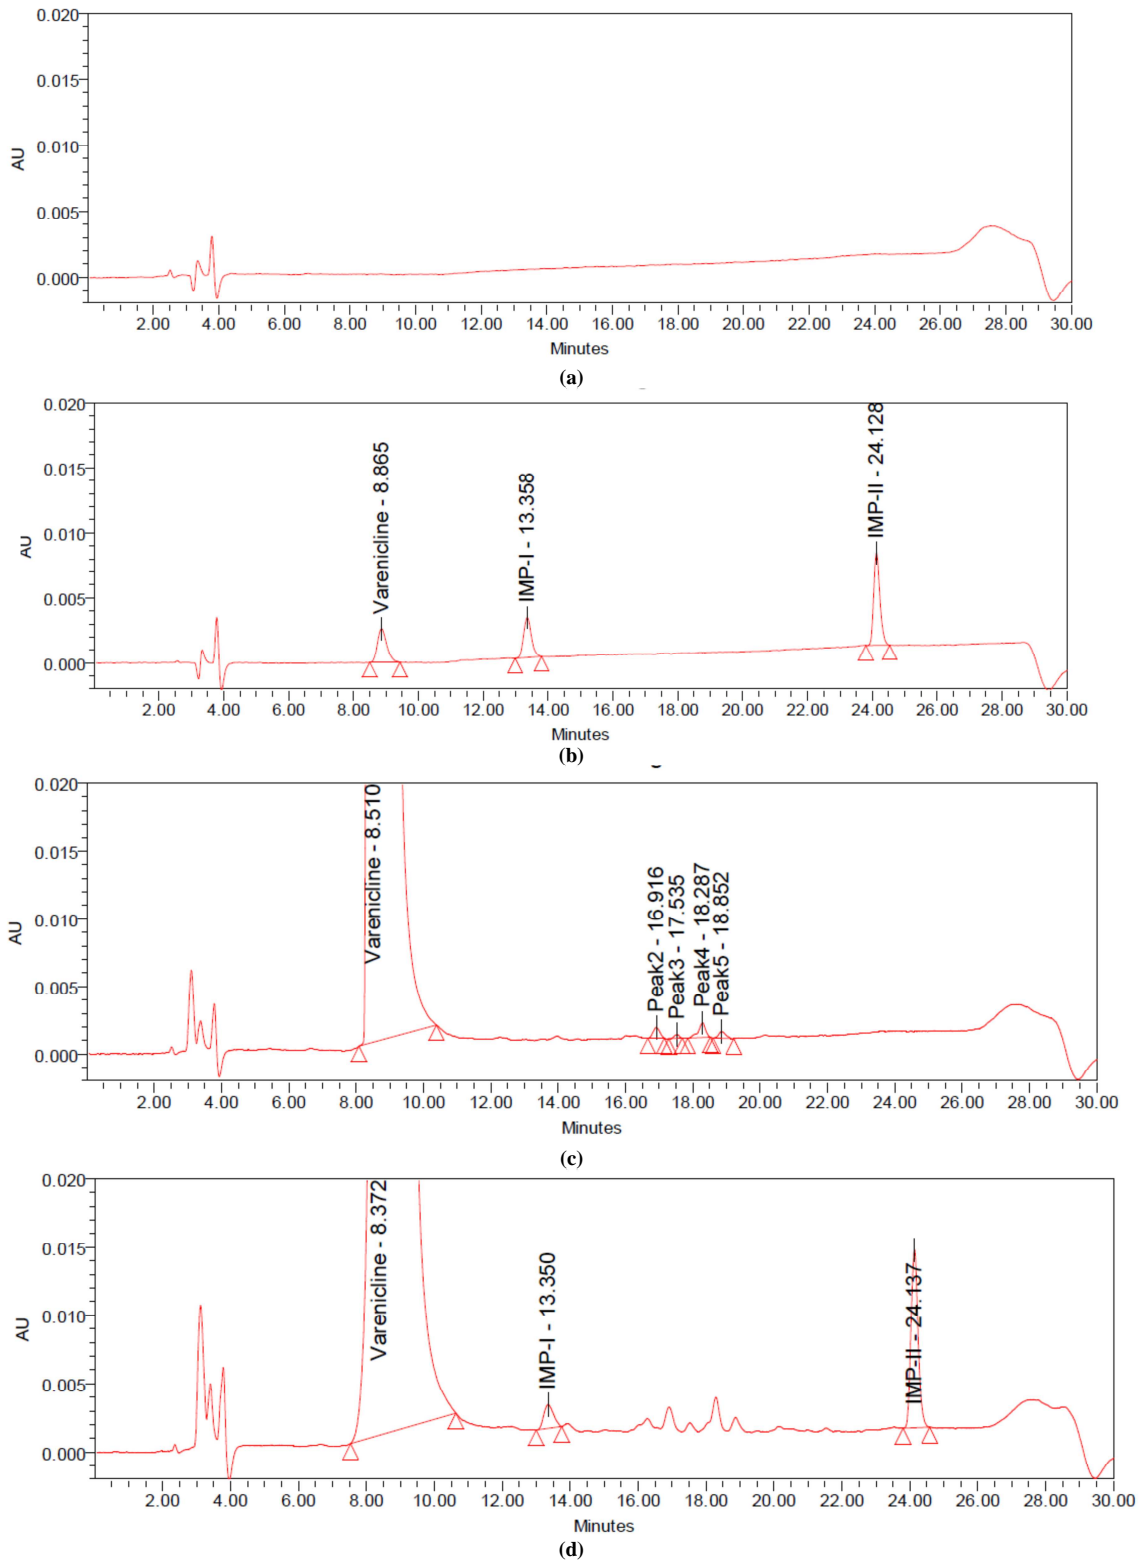 0.020
0.015
0.010
0.005
0.000
AU
2.00 4.00 6.00 8.00 10.00 12.00 14.00 16.00 18.00 20.00 22.00 24.00 26.00 28.00 30.00
Minutes
(a)
0.020
0.015
0.010
0.005
0.000
AU
Varenicline - 8.865
IMP-I - 13.358
IMP-II - 24.128
2.00 4.00 6.00 8.00 10.00 12.00 14.00 16.00 18.00 20.00 22.00 24.00 26.00 28.00 30.00
Minutes
(b)
0.020
0.015
0.010
0.005
0.000
AU
Varenicline - 8.510
Peak2 - 16.916
Peak3 - 17.535
Peak4 - 18.287
Peak5 - 18.852
2.00 4.00 6.00 8.00 10.00 12.00 14.00 16.00 18.00 20.00 22.00 24.00 26.00 28.00 30.00
Minutes
(c)
0.020
0.015
0.010
0.005
0.000
AU
Varenicline - 8.372
IMP-I - 13.350
IMP-II - 24.137
2.00 4.00 6.00 8.00 10.00 12.00 14.00 16.00 18.00 20.00 22.00 24.00 26.00 28.00 30.00
Minutes
(d)